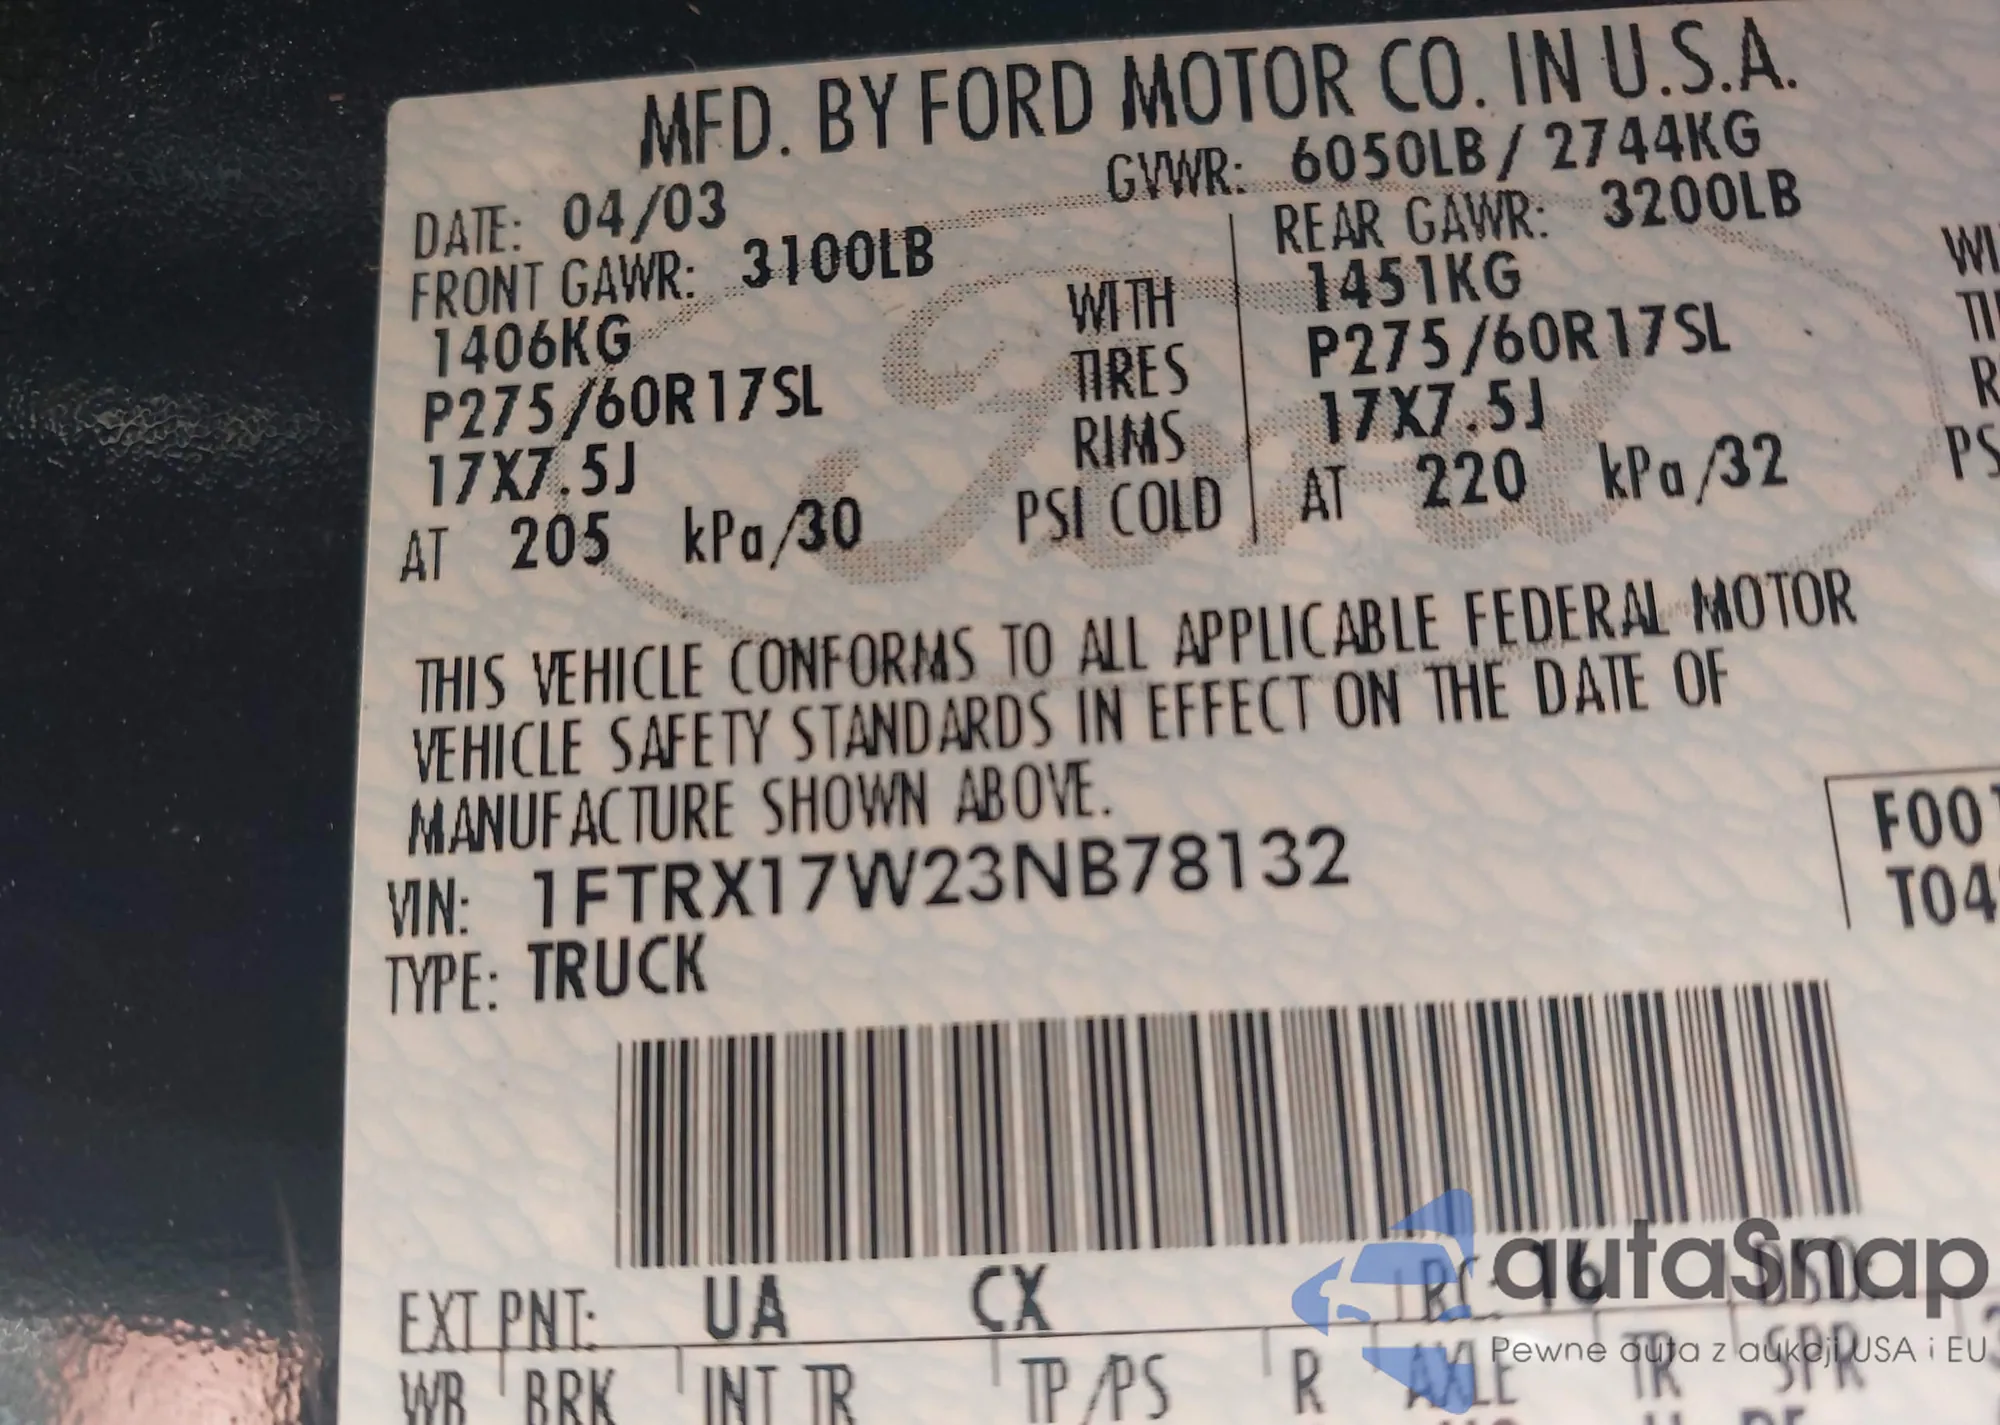 MFD. BY FORD MOTOR CO. IN U.S.A.
DATE: 04/03 GVWR: 6050LB / 2744KG
FRONT GAWR: 3100LB REAR GAWR: 3200LB
1406KG WITH 1451KG
P275/60R17SL TIRES P275/60R17SL
17X7.5J RIMS 17X7.5J
AT 205 kPa/30 PSI COLD AT 220 kPa/32
THIS VEHICLE CONFORMS TO ALL APPLICABLE FEDERAL MOTOR
VEHICLE SAFETY STANDARDS IN EFFECT ON THE DATE OF
MANUFACTURE SHOWN ABOVE.
VIN: 1FTRX17W23NB78132
TYPE: TRUCK
EXT PNT: UA CX RC: 16 DSO:
WB BRK INT TR TP/PS R AXLE TR SPR
autaSnap
Pewne auta z aukcji USA i EU